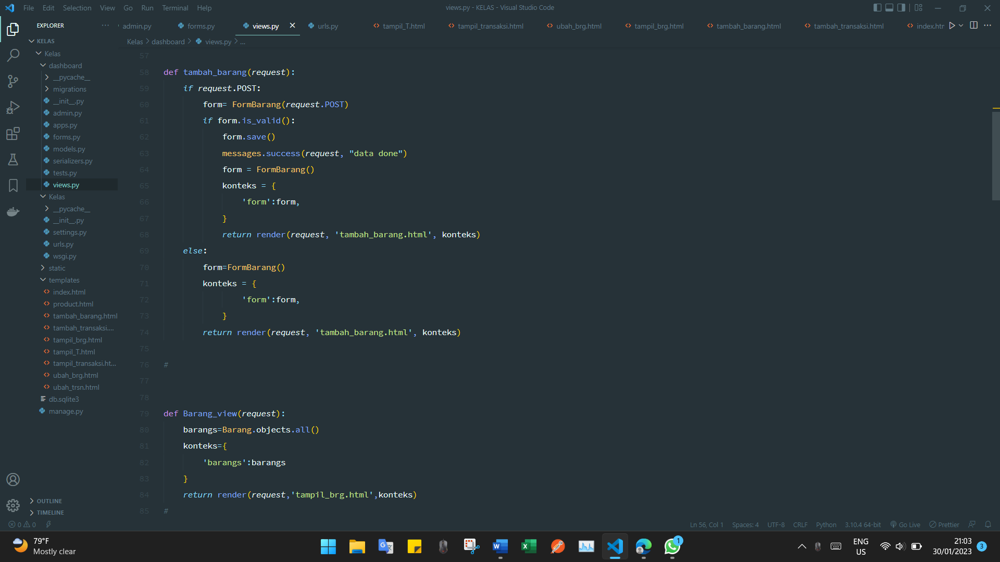 File Edit Selection View Go Run Terminal Help
views.py - KELAS - Visual Studio Code
EXPLORER
admin.py forms.py views.py urls.py tampil_T.html tampil_transaksi.html ubah_brg.html tampil_brg.html tambah_barang.html tambah_transaksi.html index.htr
Kelas > dashboard > views.py > ...
KELAS
Kelas
dashboard
__pycache__
migrations
__init__.py
admin.py
apps.py
forms.py
models.py
serializers.py
tests.py
views.py
Kelas
__pycache__
__init__.py
settings.py
urls.py
wsgi.py
static
templates
index.html
product.html
tambah_barang.html
tambah_transaksi....
tampil_brg.html
tampil_T.html
tampil_transaksi.ht...
ubah_brg.html
ubah_trsn.html
db.sqlite3
manage.py
OUTLINE
TIMELINE
57
58 def tambah_barang(request):
59 if request.POST:
60 form= FormBarang(request.POST)
61 if form.is_valid():
62 form.save()
63 messages.success(request, "data done")
64 form = FormBarang()
65 konteks = {
66 'form':form,
67 }
68 return render(request, 'tambah_barang.html', konteks)
69 else:
70 form=FormBarang()
71 konteks = {
72 'form':form,
73 }
74 return render(request, 'tambah_barang.html', konteks)
75
76 #
77
78
79 def Barang_view(request):
80 barangs=Barang.objects.all()
81 konteks={
82 'barangs':barangs
83 }
84 return render(request,'tampil_brg.html',konteks)
85 #
0 0
Ln 56, Col 1 Spaces: 4 UTF-8 CRLF Python 3.10.4 64-bit Go Live Prettier
79°F
Mostly clear
1
ENG
US
21:03
30/01/2023
3